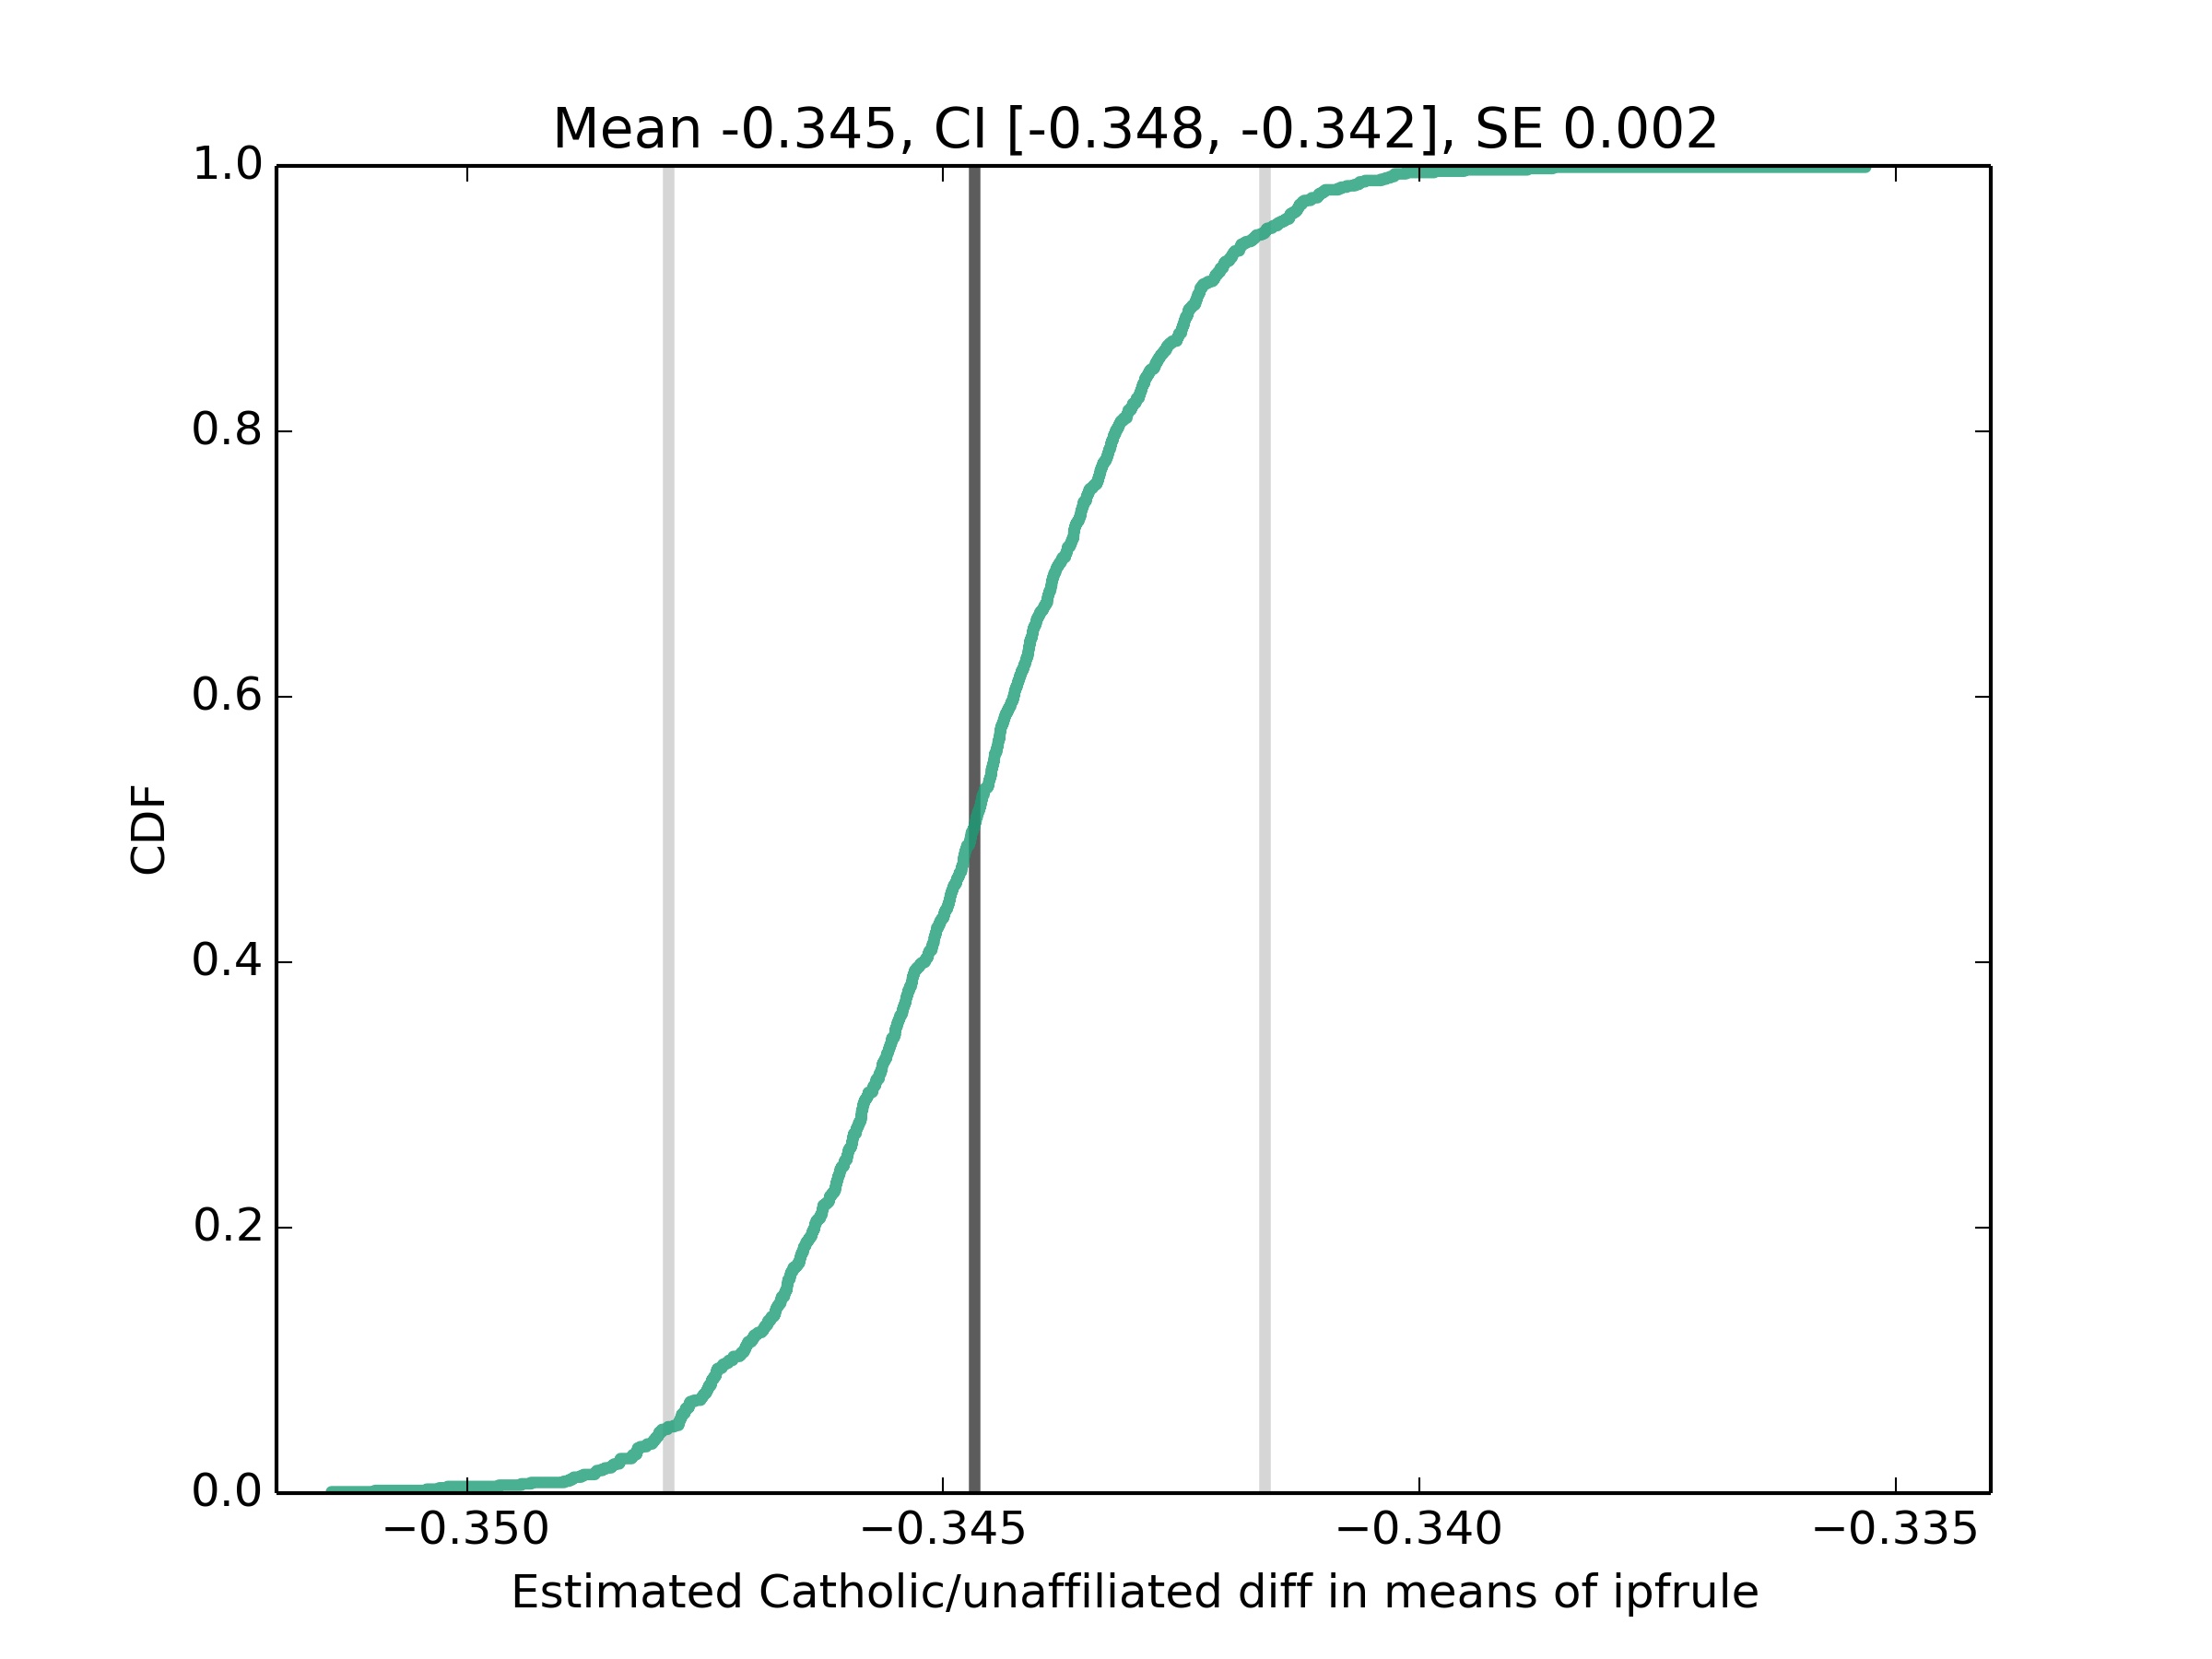 Mean -0.345, CI [-0.348, -0.342], SE 0.002
1.0
0.8
0.6
0.4
0.2
0.0
CDF
−0.350 −0.345 −0.340 −0.335
Estimated Catholic/unaffiliated diff in means of ipfrule